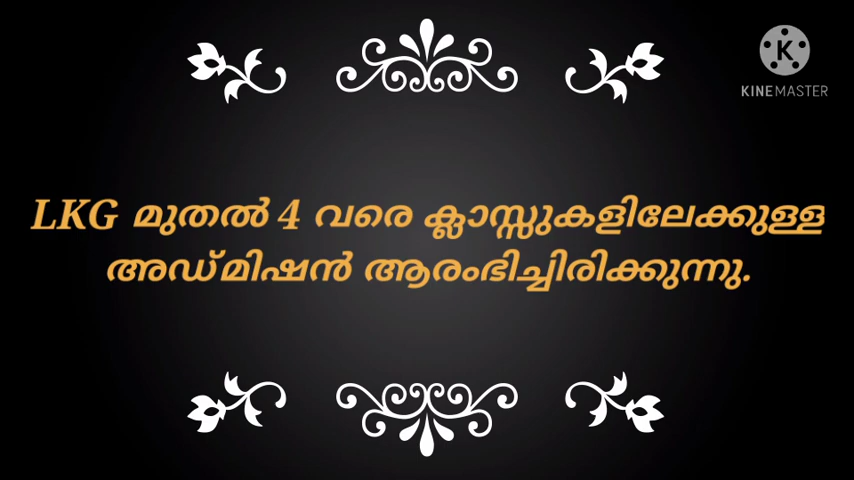 K
KINEMASTER
LKG മുതൽ 4 വരെ ക്ലാസ്സുകളിലേക്കുള്ള
അഡ്മിഷൻ ആരംഭിച്ചിരിക്കുന്നു.